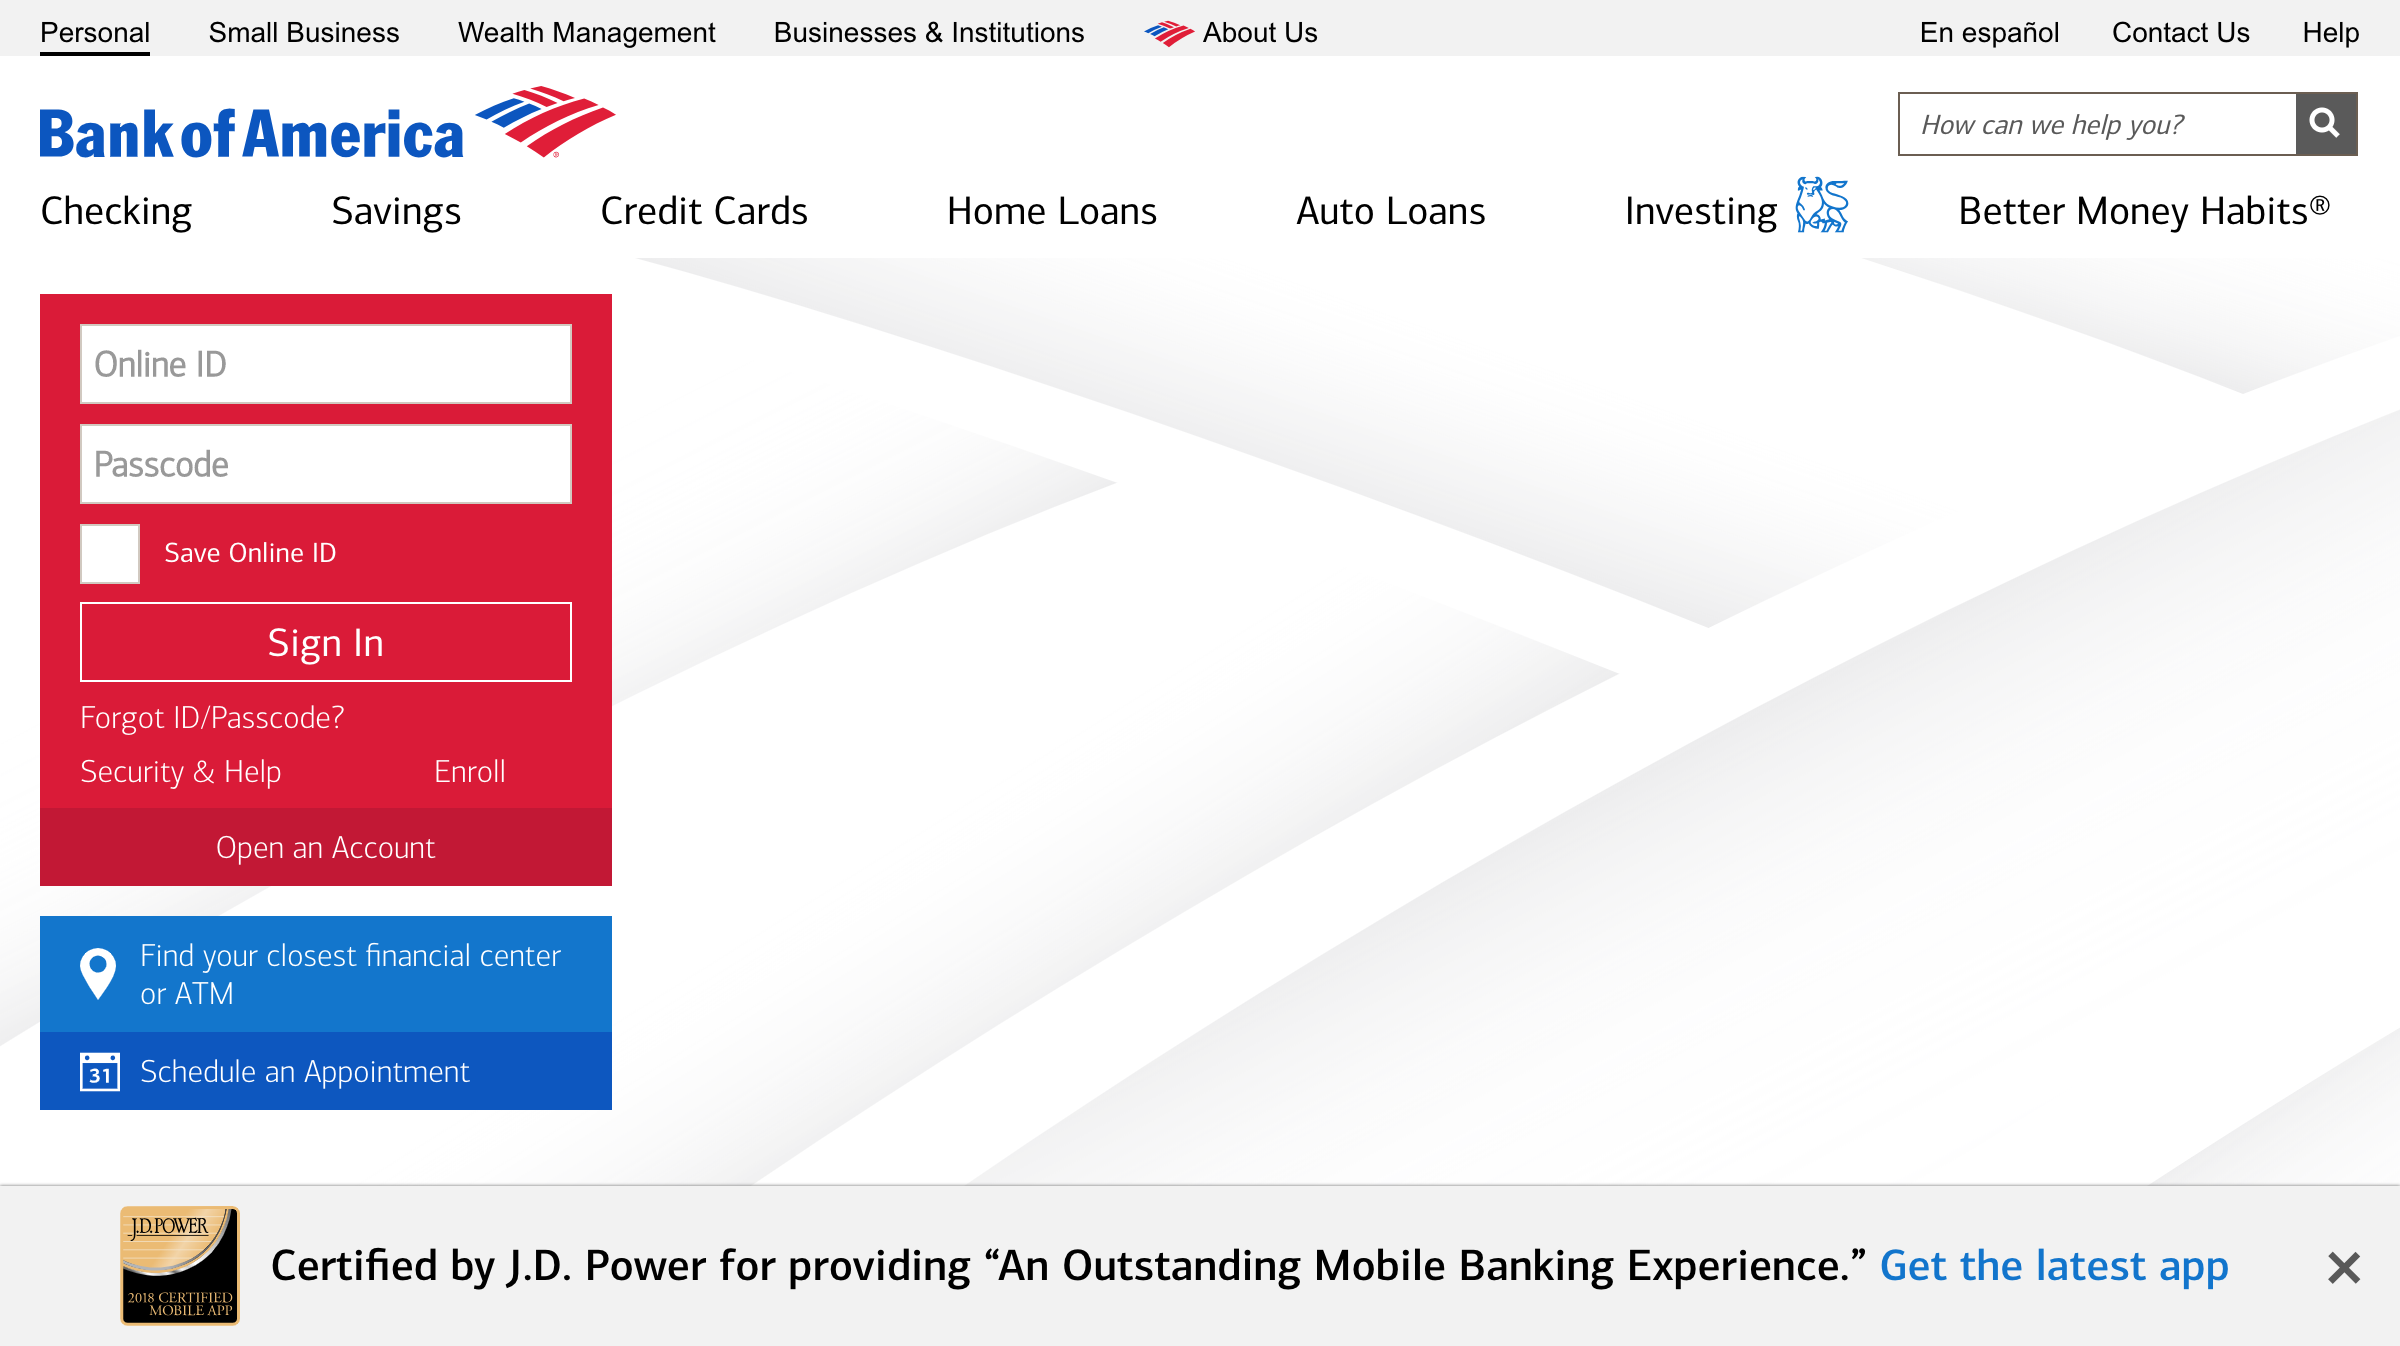 Personal Small Business Wealth Management Businesses & Institutions About Us En español Contact Us Help
Bank of America ®
How can we help you?
Checking Savings Credit Cards Home Loans Auto Loans Investing Better Money Habits®
Online ID
Passcode
Save Online ID
Sign In
Forgot ID/Passcode?
Security & Help Enroll
Open an Account
Find your closest financial center
or ATM
31 Schedule an Appointment
J.D. POWER
2018 CERTIFIED
MOBILE APP
Certified by J.D. Power for providing “An Outstanding Mobile Banking Experience.” Get the latest app